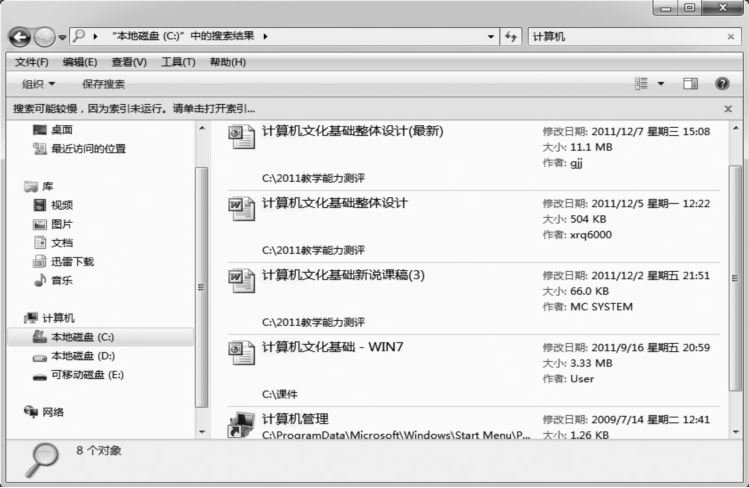 “本地磁盘 (C:)”中的搜索结果
计算机
文件(F) 编辑(E) 查看(V) 工具(T) 帮助(H)
组织 保存搜索
搜索可能较慢，因为索引未运行。请单击打开索引...
桌面
最近访问的位置
库
视频
图片
文档
迅雷下载
音乐
计算机
本地磁盘 (C:)
本地磁盘 (D:)
可移动磁盘 (E:)
网络
计算机文化基础整体设计(最新)
C:\2011教学能力测评
修改日期: 2011/12/7 星期三 15:08
大小: 11.1 MB
作者: gjj
计算机文化基础整体设计
C:\2011教学能力测评
修改日期: 2011/12/5 星期一 12:22
大小: 504 KB
作者: xrq6000
计算机文化基础新说课稿(3)
C:\2011教学能力测评
修改日期: 2011/12/2 星期五 21:51
大小: 66.0 KB
作者: MC SYSTEM
计算机文化基础 - WIN7
C:\课件
修改日期: 2011/9/16 星期五 20:59
大小: 3.33 MB
作者: User
计算机管理
C:\ProgramData\Microsoft\Windows\Start Menu\P...
修改日期: 2009/7/14 星期二 12:41
大小: 1.26 KB
8 个对象